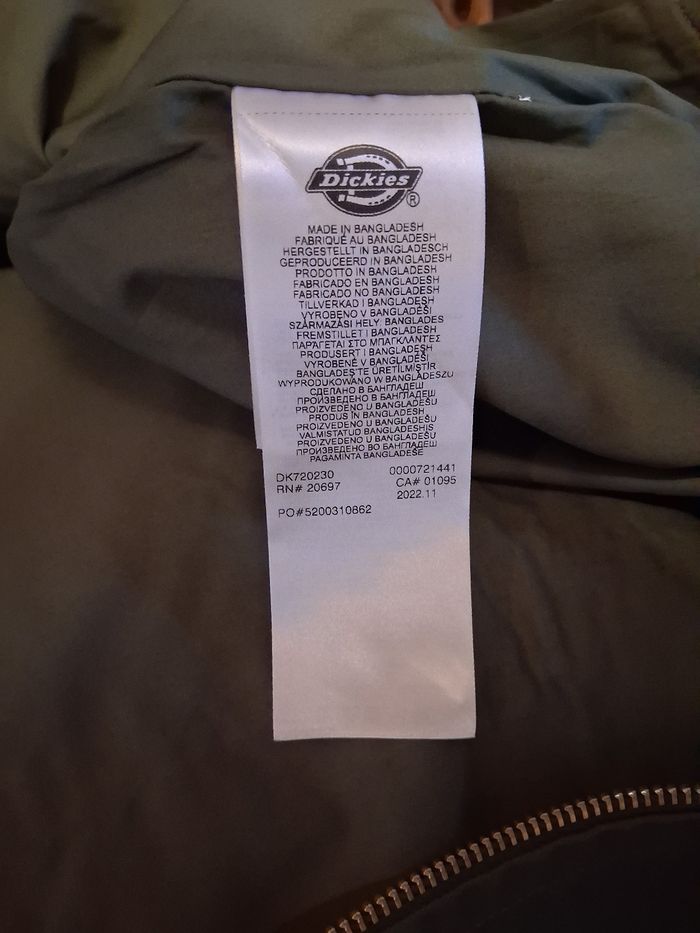 Dickies®
MADE IN BANGLADESH
FABRIQUÉ AU BANGLADESH
HERGESTELLT IN BANGLADESCH
GEPRODUCEERD IN BANGLADESH
PRODOTTO IN BANGLADESH
FABRICADO EN BANGLADESH
FABRICADO NO BANGLADESH
TILLVERKAD I BANGLADESH
VYROBENO V BANGLADÉŠI
SZÁRMAZÁSI HELY: BANGLADES
FREMSTILLET I BANGLADESH
ΠΑΡΑΓΕΤΑΙ ΣΤΟ ΜΠΑΓΚΛΑΝΤΕΣ
PRODUSERT I BANGLADESH
VYROBENÉ V BANGLADÉŠI
BANGLADEŞ'TE ÜRETİLMİŞTİR
WYPRODUKOWANO W BANGLADESZU
СДЕЛАНО В БАНГЛАДЕШ
ПРОИЗВЕДЕНО В БАНГЛАДЕШ
PROIZVEDENO U BANGLADEŠU
PRODUS ÎN BANGLADESH
PROIZVEDENO U BANGLADEŠU
VALMISTATUD BANGLADESHIS
PROIZVEDENO U BANGLADEŠU
ПРОИЗВЕДЕНО ВО БАНГЛАДЕШ
PAGAMINTA BANGLADEŠE
DK720230 0000721441
RN# 20697 CA# 01095
2022.11
PO#5200310862